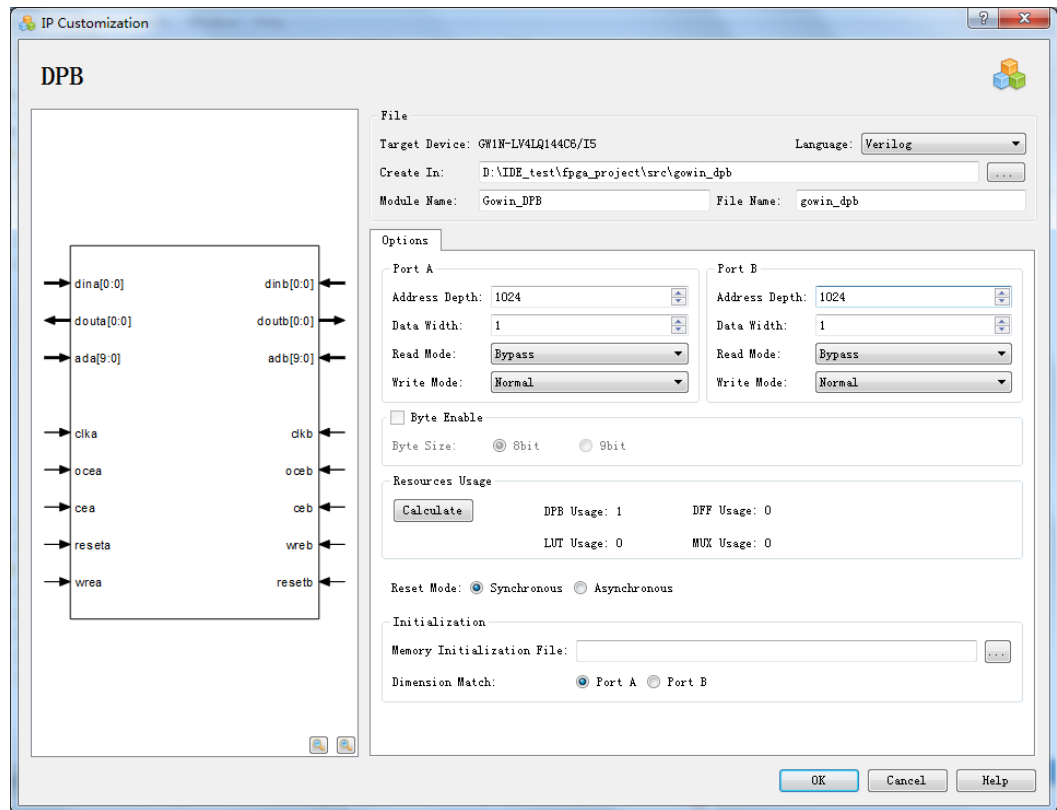 IP Customization
DPB
File
Target Device: GW1N-LV4LQ144C6/I5 Language: Verilog
Create In: D:\IDE_test\fpga_project\src\gowin_dpb ...
Module Name: Gowin_DPB File Name: gowin_dpb
Options
Port A
Address Depth: 1024
Data Width: 1
Read Mode: Bypass
Write Mode: Normal
Port B
Address Depth: 1024
Data Width: 1
Read Mode: Bypass
Write Mode: Normal
Byte Enable
Byte Size: 8bit 9bit
Resources Usage
Calculate DPB Usage: 1 DFF Usage: 0
LUT Usage: 0 MUX Usage: 0
Reset Mode: Synchronous Asynchronous
Initialization
Memory Initialization File: ...
Dimension Match: Port A Port B
dina[0:0] dinb[0:0]
douta[0:0] doutb[0:0]
ada[9:0] adb[9:0]
clka clkb
ocea oceb
cea ceb
reseta wreb
wrea resetb
OK Cancel Help